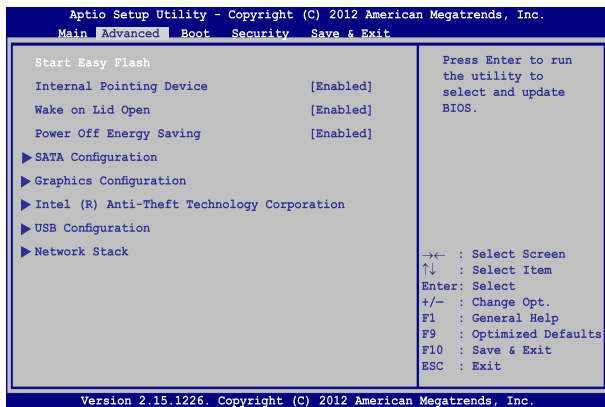 Aptio Setup Utility - Copyright (C) 2012 American Megatrends, Inc.
Main Advanced Boot Security Save & Exit
Start Easy Flash
Internal Pointing Device [Enabled]
Wake on Lid Open [Enabled]
Power Off Energy Saving [Enabled]
SATA Configuration
Graphics Configuration
Intel (R) Anti-Theft Technology Corporation
USB Configuration
Network Stack
Press Enter to run
the utility to
select and update
BIOS.
→← : Select Screen
↑↓ : Select Item
Enter: Select
+/— : Change Opt.
F1 : General Help
F9 : Optimized Defaults
F10 : Save & Exit
ESC : Exit
Version 2.15.1226. Copyright (C) 2012 American Megatrends, Inc.